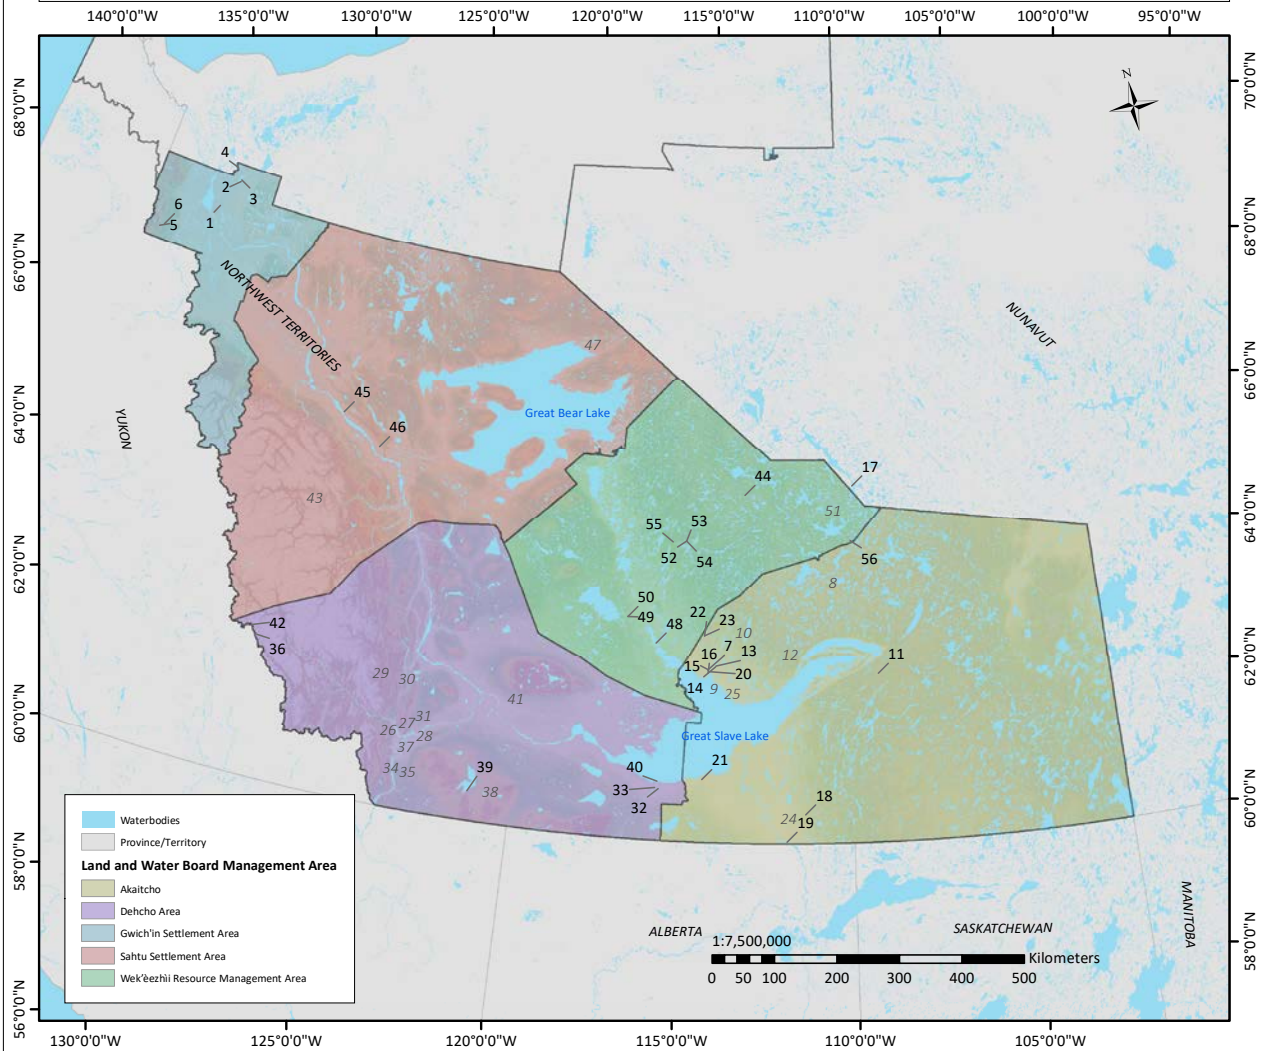 140°0'0"W 135°0'0"W 130°0'0"W 125°0'0"W 120°0'0"W 115°0'0"W 110°0'0"W 105°0'0"W 100°0'0"W 95°0'0"W
N
70°0'0"N
68°0'0"N
4
2
3
6
5
1
68°0'0"N
66°0'0"N
NORTHWEST TERRITORIES
NUNAVUT
47
66°0'0"N
45
Great Bear Lake
64°0'0"N
YUKON
46
17
44
43
51
64°0'0"N
55
53
52
54
56
62°0'0"N
8
50
49
22
42
48
23
10
36
7
16
13
12
11
62°0'0"N
15
20
29
30
14
9
25
41
60°0'0"N
31
27
26
28
Great Slave Lake
37
34
35
39
40
21
38
33
32
18
60°0'0"N
24
19
Waterbodies
Province/Territory
Land and Water Board Management Area
Akaitcho
Dehcho Area
Gwich'in Settlement Area
Sahtu Settlement Area
Wek'èezhìi Resource Management Area
58°0'0"N
MANITOBA
ALBERTA
SASKATCHEWAN
1:7,500,000
Kilometers
0 50 100 200 300 400 500
58°0'0"N
56°0'0"N
130°0'0"W 125°0'0"W 120°0'0"W 115°0'0"W 110°0'0"W 105°0'0"W